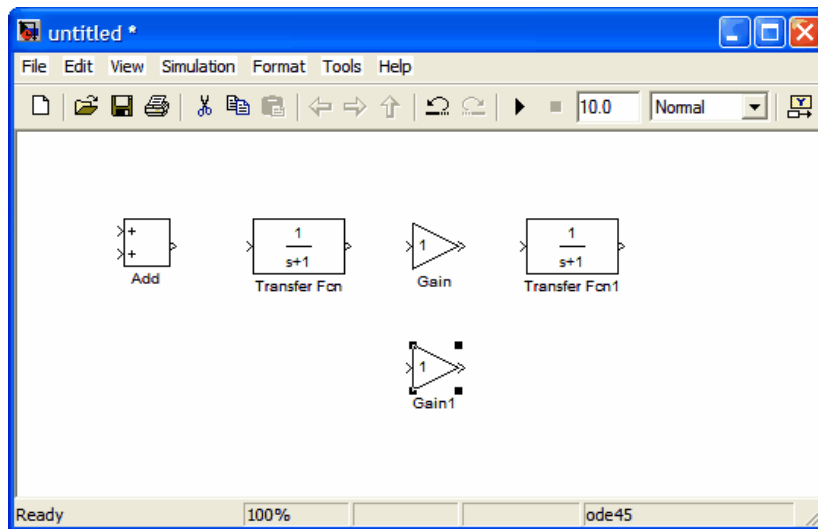 untitled *
File Edit View Simulation Format Tools Help
10.0 Normal
+
+
Add
1
s+1
Transfer Fcn
1
Gain
1
s+1
Transfer Fcn1
1
Gain1
Ready 100% ode45